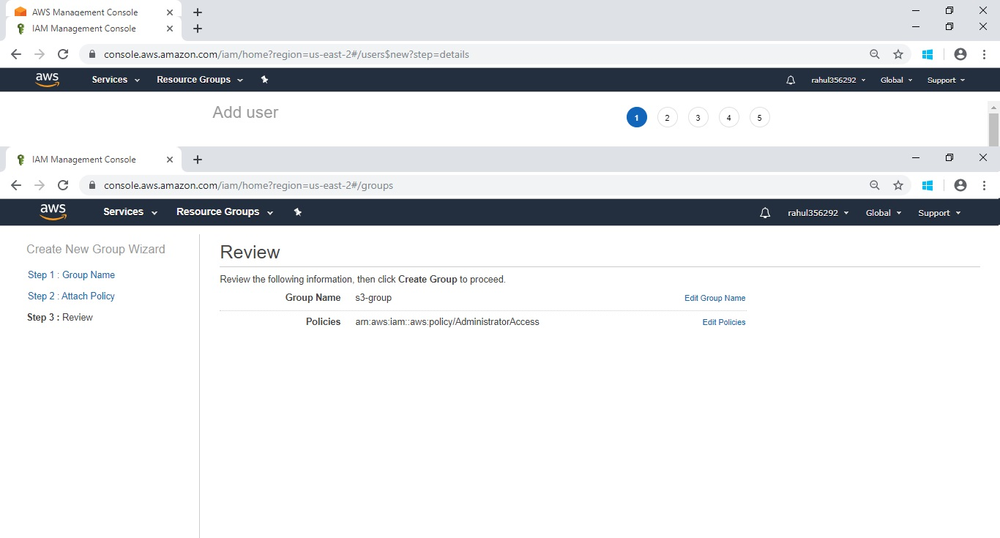 AWS Management Console
IAM Management Console
console.aws.amazon.com/iam/home?region=us-east-2#/users$new?step=details
aws Services Resource Groups rahul356292 Global Support
Add user 1 2 3 4 5
IAM Management Console
console.aws.amazon.com/iam/home?region=us-east-2#/groups
aws Services Resource Groups rahul356292 Global Support
Create New Group Wizard
Step 1 : Group Name
Step 2 : Attach Policy
Step 3 : Review
Review
Review the following information, then click Create Group to proceed.
Group Name s3-group Edit Group Name
Policies arn:aws:iam::aws:policy/AdministratorAccess Edit Policies